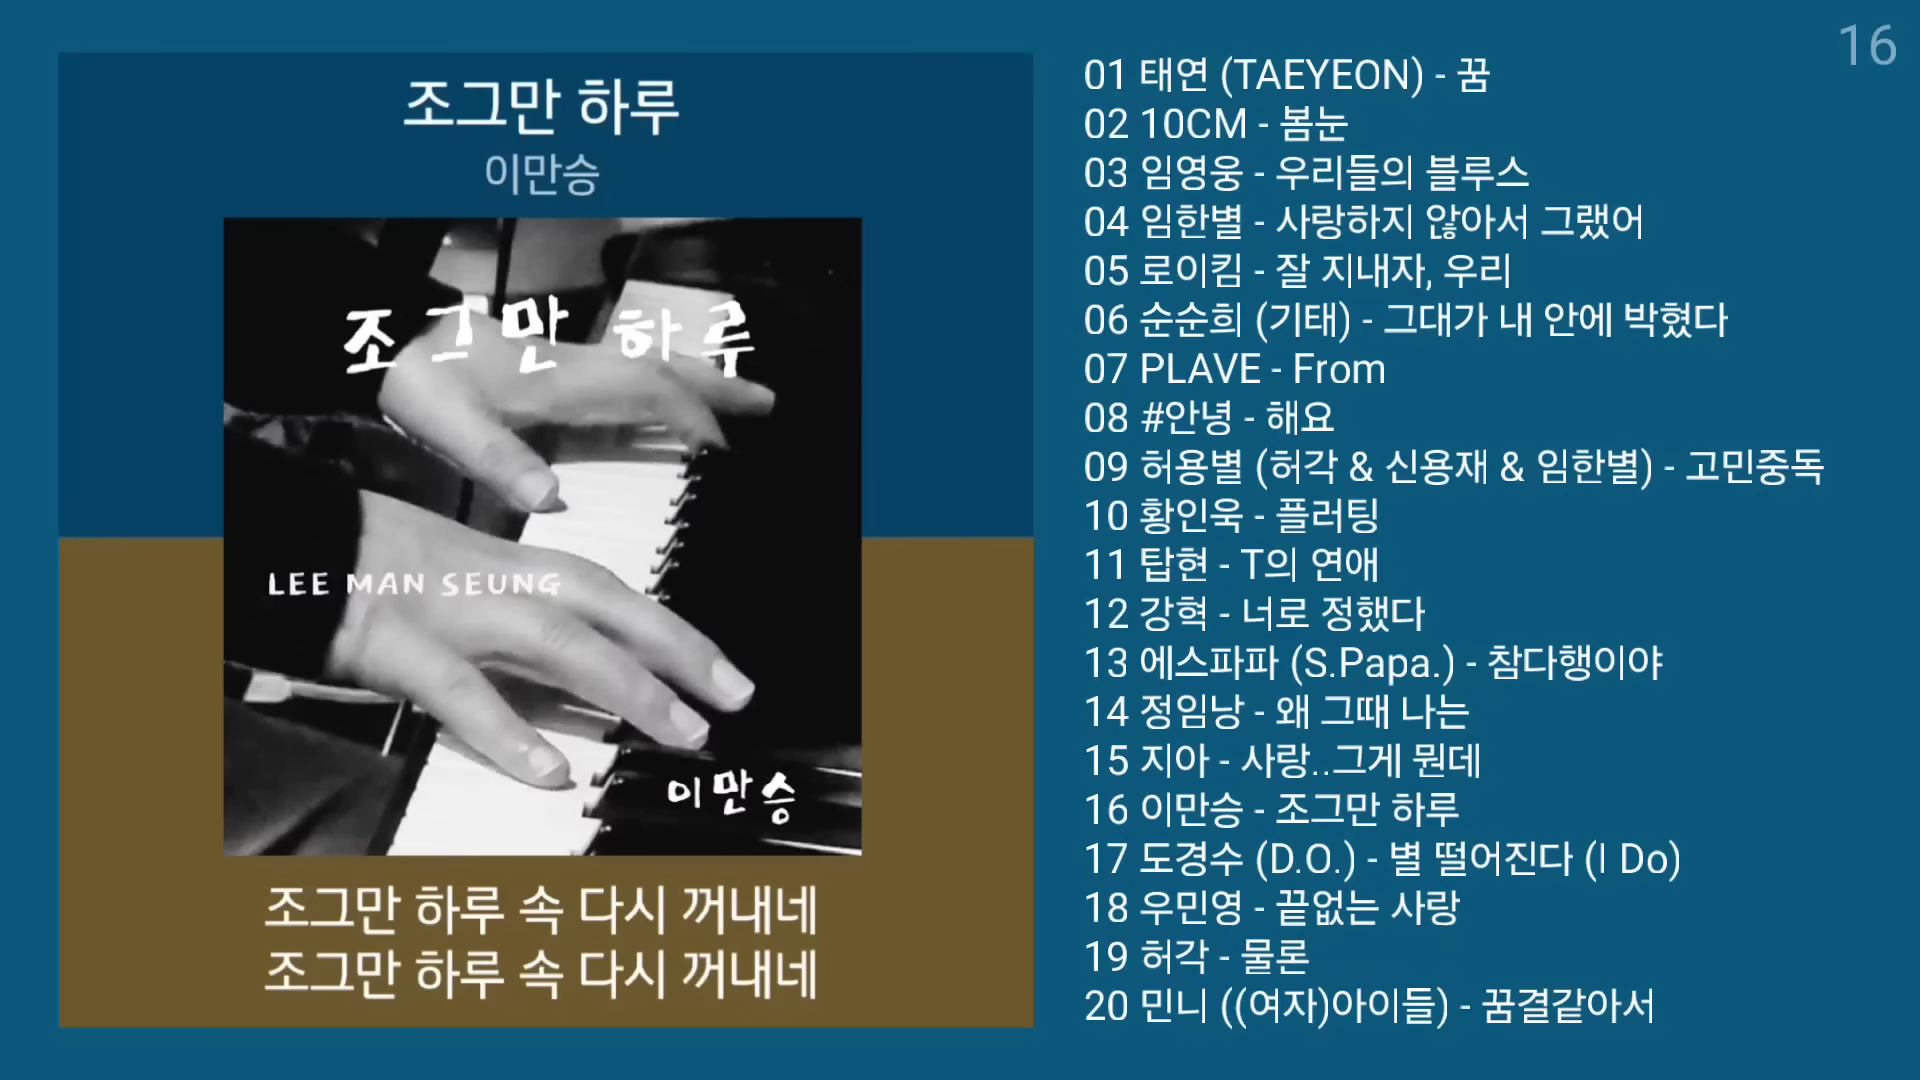 16
조그만 하루
이만승
조그만 하루
LEE MAN SEUNG
이만승
조그만 하루 속 다시 꺼내네
조그만 하루 속 다시 꺼내네
01 태연 (TAEYEON) - 꿈
02 10CM - 봄눈
03 임영웅 - 우리들의 블루스
04 임한별 - 사랑하지 않아서 그랬어
05 로이킴 - 잘 지내자, 우리
06 순순희 (기태) - 그대가 내 안에 박혔다
07 PLAVE - From
08 #안녕 - 해요
09 허용별 (허각 & 신용재 & 임한별) - 고민중독
10 황인욱 - 플러팅
11 탑현 - T의 연애
12 강혁 - 너로 정했다
13 에스파파 (S.Papa.) - 참다행이야
14 정임낭 - 왜 그때 나는
15 지아 - 사랑..그게 뭔데
16 이만승 - 조그만 하루
17 도경수 (D.O.) - 별 떨어진다 (I Do)
18 우민영 - 끝없는 사랑
19 허각 - 물론
20 민니 ((여자)아이들) - 꿈결같아서